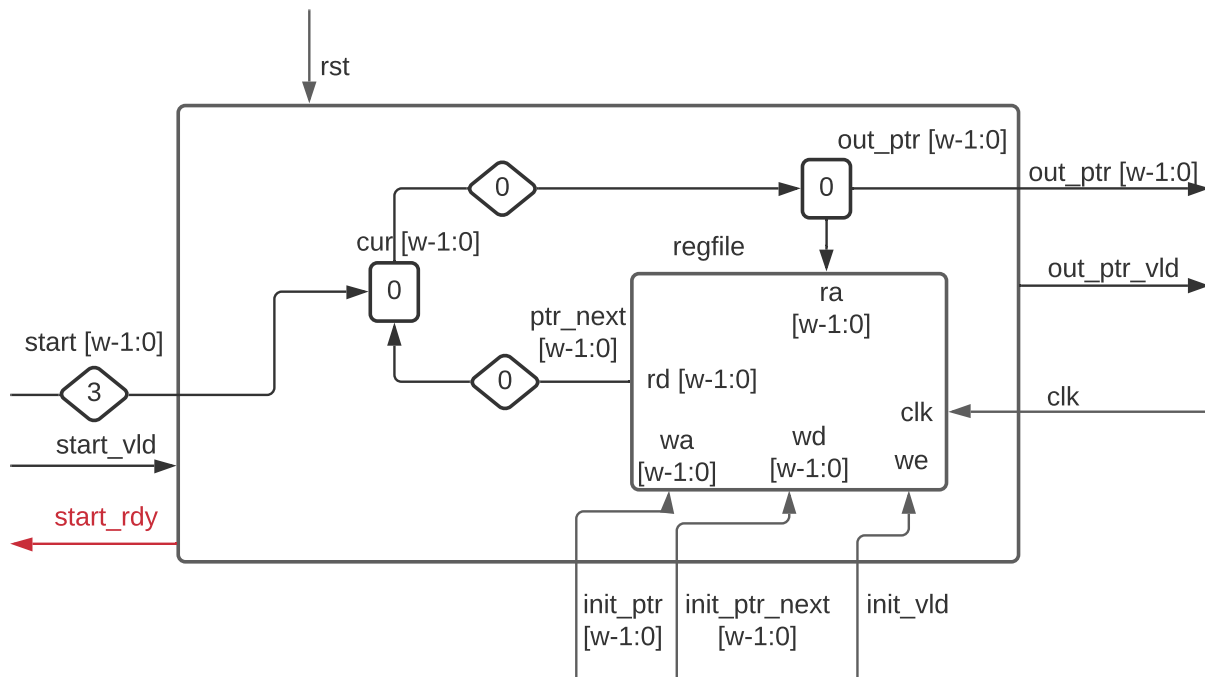 rst
out_ptr [w-1:0]
out_ptr [w-1:0]
0
0
cur [w-1:0]
regfile
out_ptr_vld
0
ra
[w-1:0]
start [w-1:0]
ptr_next
[w-1:0]
3
0
rd [w-1:0]
clk
clk
start_vld
wa
[w-1:0]
wd
[w-1:0]
we
start_rdy
init_ptr
[w-1:0]
init_ptr_next
[w-1:0]
init_vld